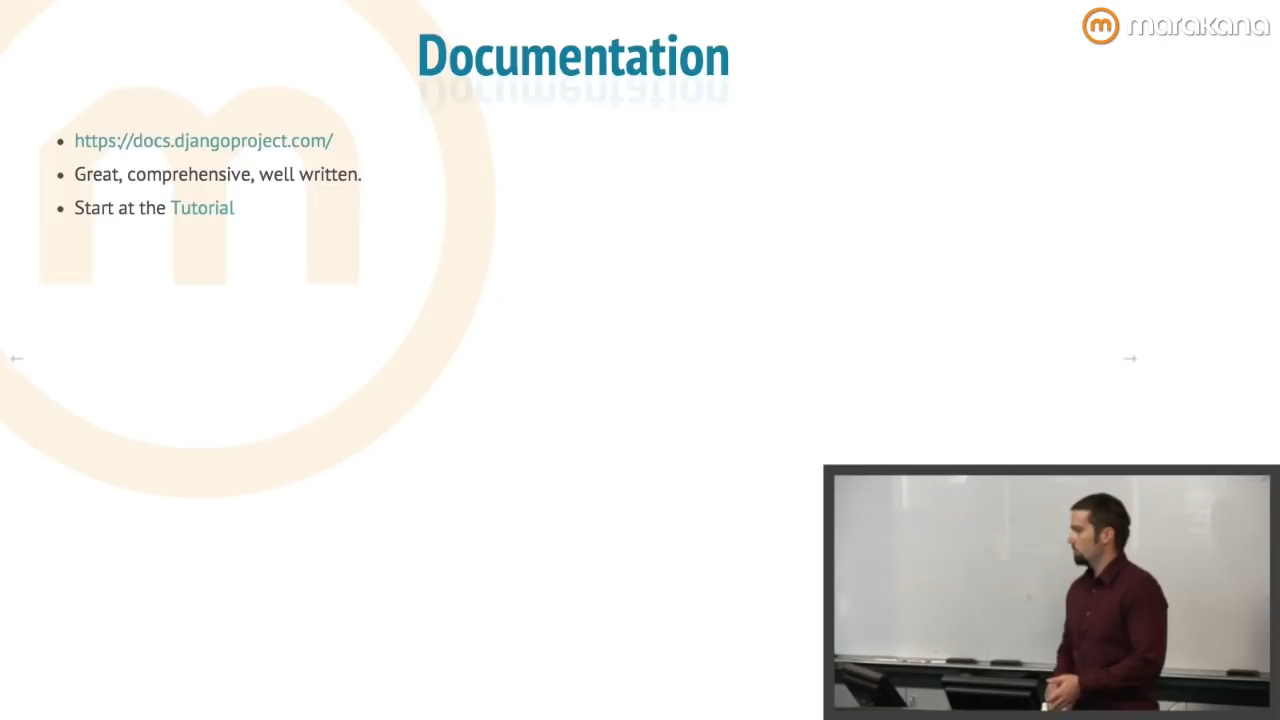 Documentation
marakana
https://docs.djangoproject.com/
Great, comprehensive, well written.
Start at the Tutorial